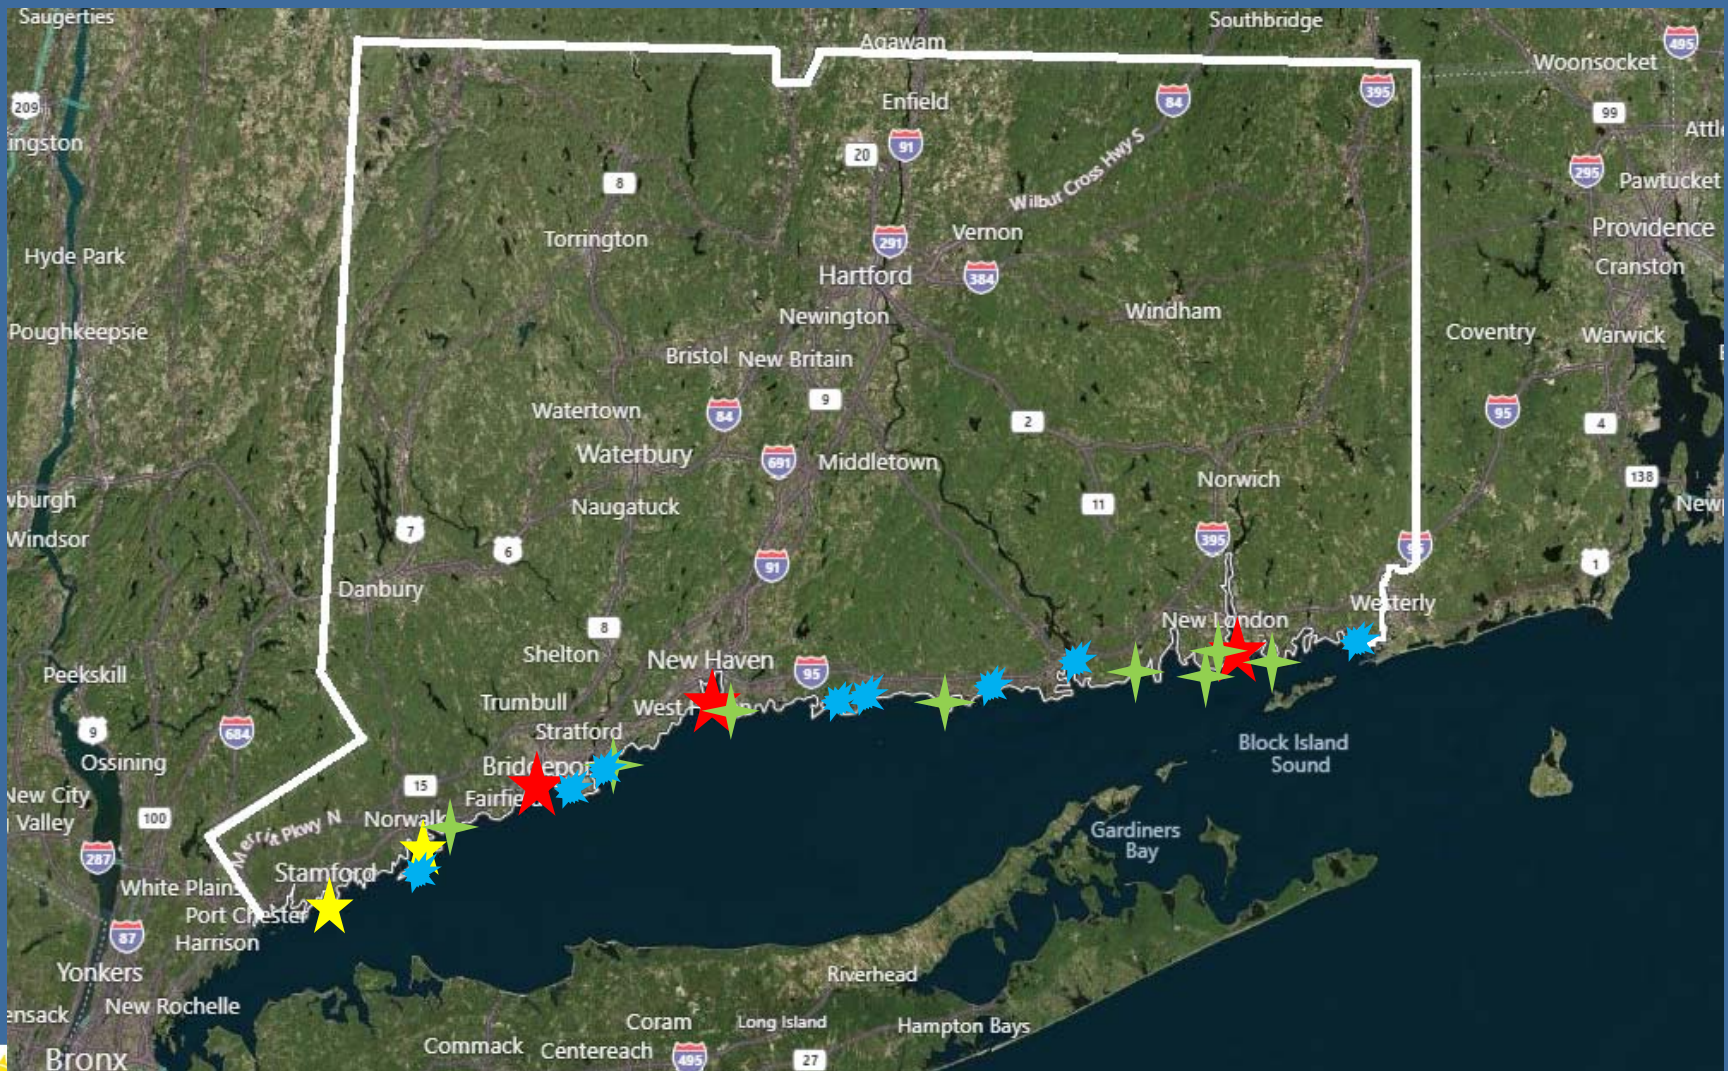 Saugerties
Southbridge
Agawam
495
Woonsocket
209
Enfield
84
395
99
ingston
91
20
Wilbur Cross Hwy S
295
8
Pawtucket
Hyde Park
Torrington
291
Vernon
Providence
Hartford
384
Cranston
Poughkeepsie
Newington
Windham
Coventry
Warwick
Bristol
New Britain
Watertown
84
9
2
95
4
Waterbury
691
Middletown
Norwich
138
wburgh
Naugatuck
11
7
6
395
Windsor
91
1
Danbury
8
Westerly
New London
Shelton
New Haven
95
Peekskill
Trumbull
9
684
Stratford
Block Island
Sound
Ossining
15
New City
Valley
100
Norwalk
Merritt Pkwy N
Gardiners
Bay
287
Stamford
White Plains
Port Chester
87
Harrison
Yonkers
Riverhead
New Rochelle
ensack
Coram
Long Island
Hampton Bays
Commack
Centereach
495
27
Bronx